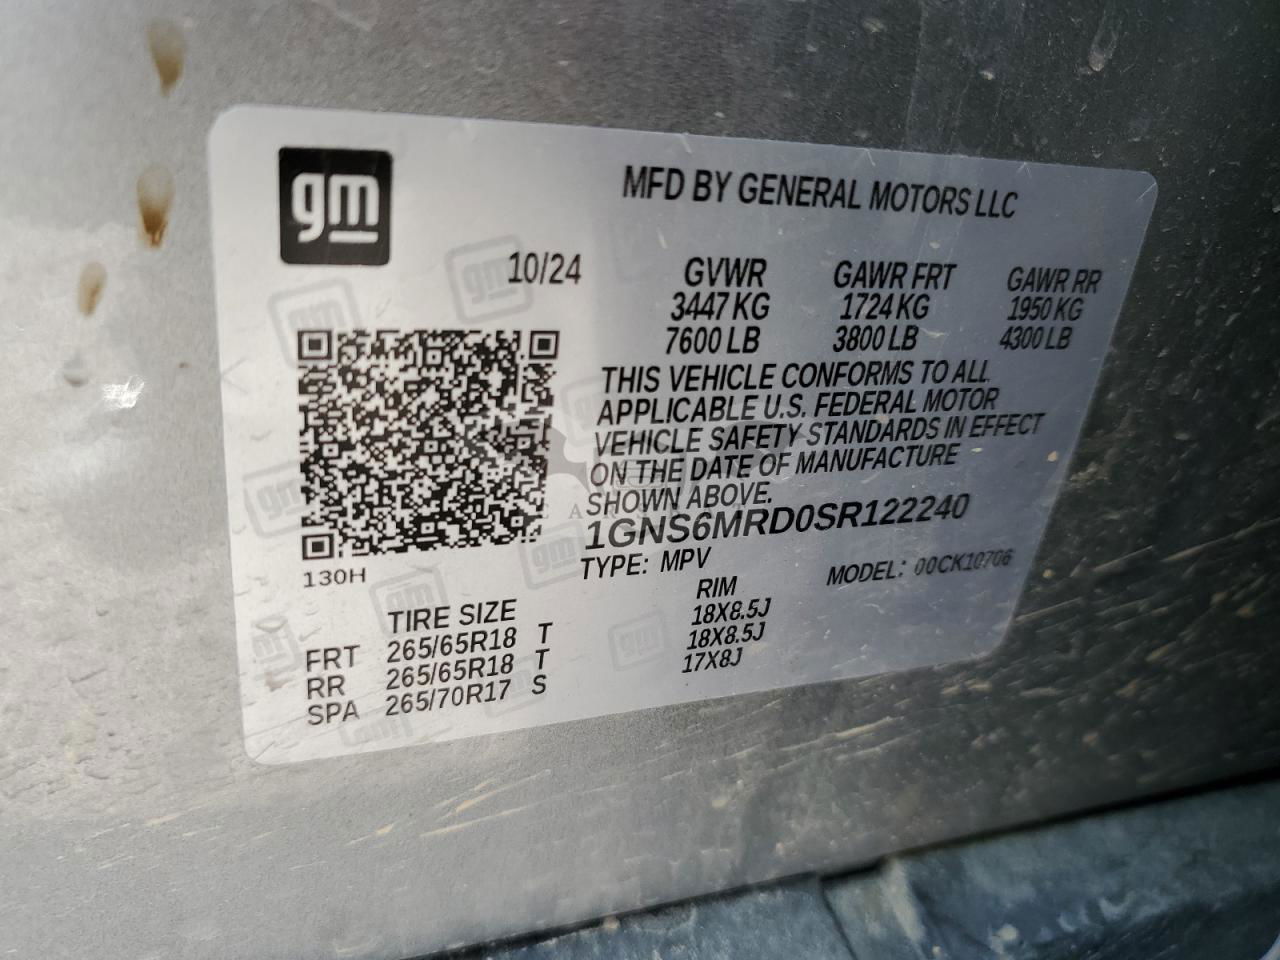 gm
MFD BY GENERAL MOTORS LLC
10/24
GVWR GAWR FRT GAWR RR
3447 KG 1724 KG 1950 KG
7600 LB 3800 LB 4300 LB
THIS VEHICLE CONFORMS TO ALL
APPLICABLE U.S. FEDERAL MOTOR
VEHICLE SAFETY STANDARDS IN EFFECT
ON THE DATE OF MANUFACTURE
SHOWN ABOVE.
1GNS6MRD0SR122240
TYPE: MPV MODEL: 00CK10706
130H
TIRE SIZE RIM
FRT 265/65R18 T 18X8.5J
RR 265/65R18 T 18X8.5J
SPA 265/70R17 S 17X8J